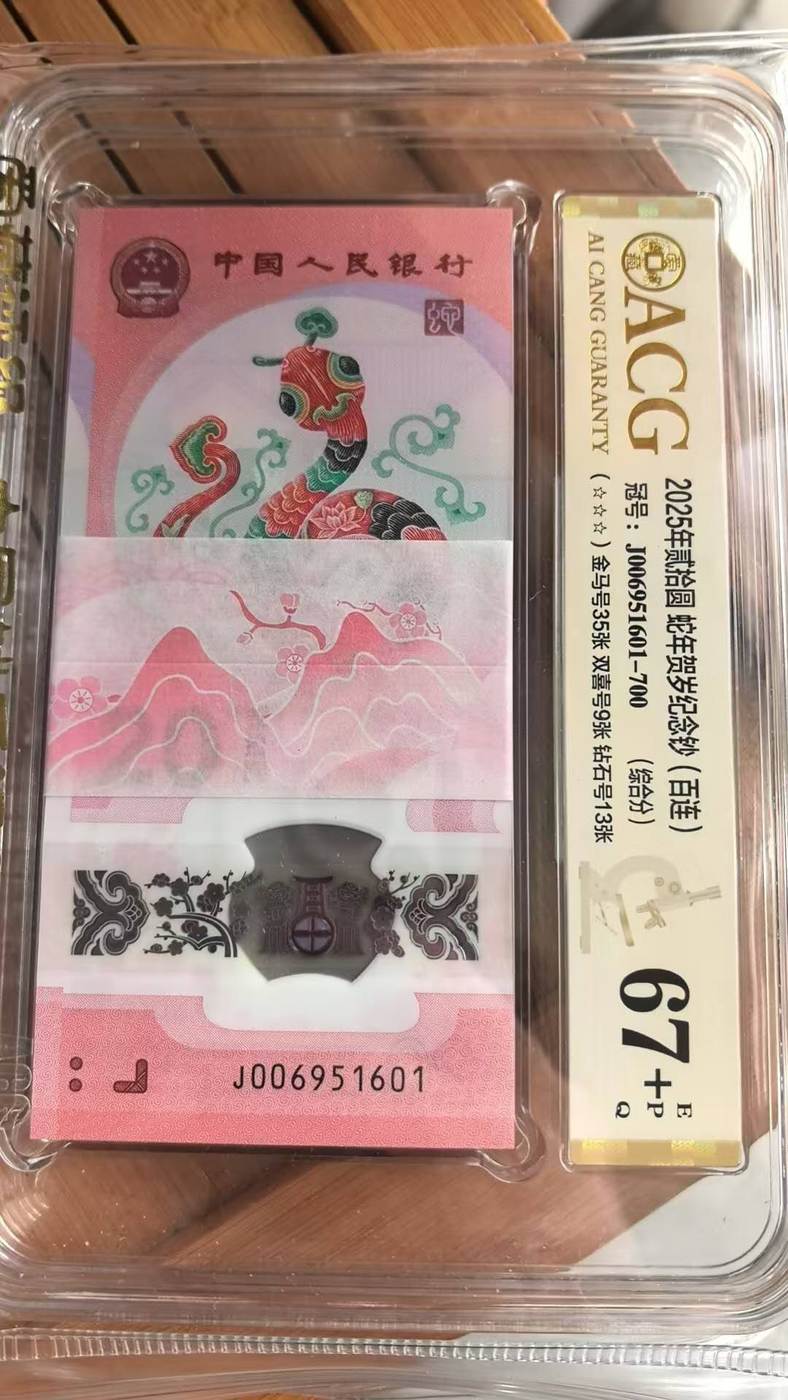 中国人民银行
蛇
20
J006951601
ACG
AI CANG GUARANTY
2025年贰拾圆 蛇年贺岁纪念钞（百连）
冠号：J006951601-700 （综合分）
（☆☆☆）金马号35张 双喜号9张 钻石号13张
67+
E
P
Q